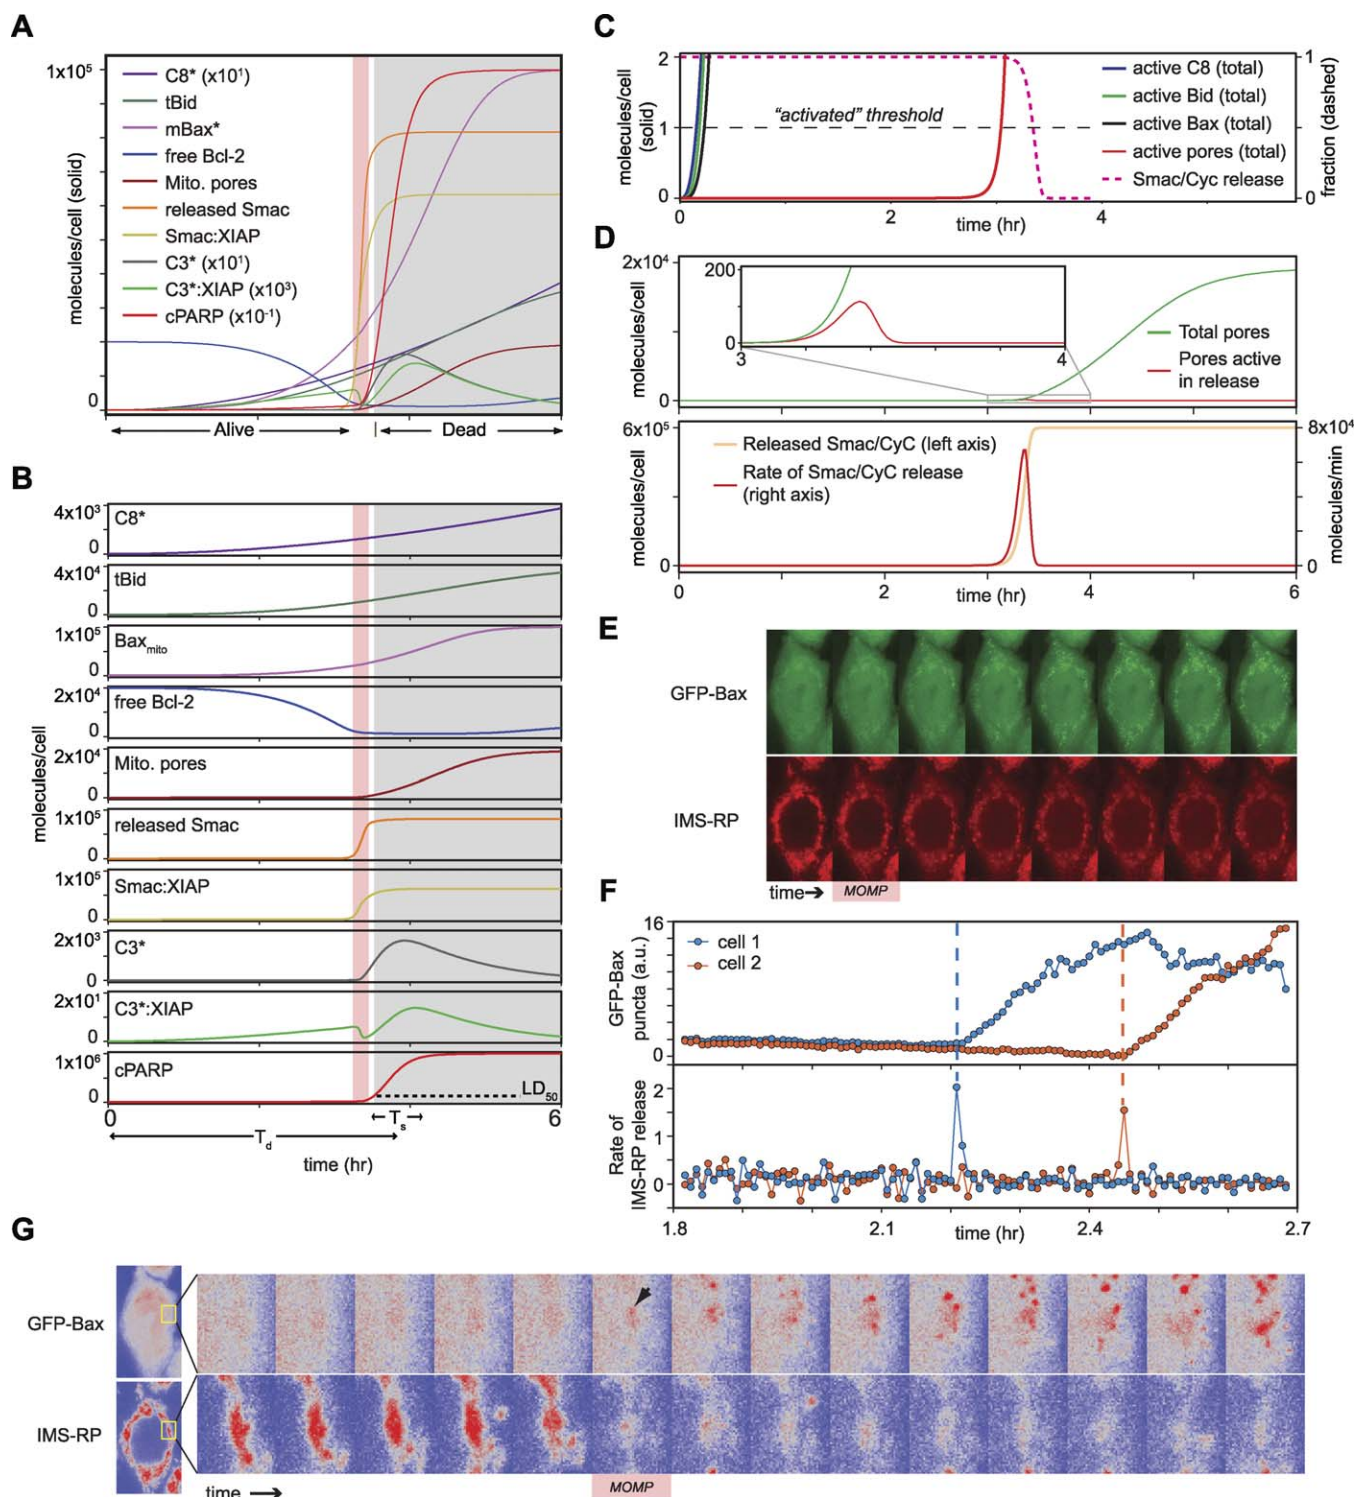 A
1x10⁵
0
molecules/cell (solid)
C8* (x10¹)
tBid
mBax*
free Bcl-2
Mito. pores
released Smac
Smac:XIAP
C3* (x10¹)
C3*:XIAP (x10³)
cPARP (x10⁻¹)
Alive
Dead
B
molecules/cell
4x10³
0
C8*
4x10⁴
0
tBid
1x10⁵
0
Bax mito
2x10⁴
0
free Bcl-2
2x10⁴
0
Mito. pores
1x10⁵
0
released Smac
1x10⁵
0
Smac:XIAP
2x10³
0
C3*
2x10¹
0
C3*:XIAP
1x10⁶
0
cPARP
LD₅₀
0
6
Tₛ
T d
time (hr)
C
molecules/cell
(solid)
2
1
0
"activated" threshold
active C8 (total)
active Bid (total)
active Bax (total)
active pores (total)
Smac/Cyc release
1
0
fraction (dashed)
0 2 4
time (hr)
D
molecules/cell
2x10⁴
0
200
0
3 4
Total pores
Pores active
in release
molecules/cell
6x10⁵
0
Released Smac/CyC (left axis)
Rate of Smac/CyC release
(right axis)
8x10⁴
0
molecules/min
0 2 4 6
time (hr)
E
GFP-Bax
IMS-RP
time
MOMP
F
GFP-Bax
puncta (a.u.)
16
8
0
cell 1
cell 2
Rate of
IMS-RP release
2
1
0
1.8 2.1 2.4 2.7
time (hr)
G
GFP-Bax
IMS-RP
time
MOMP